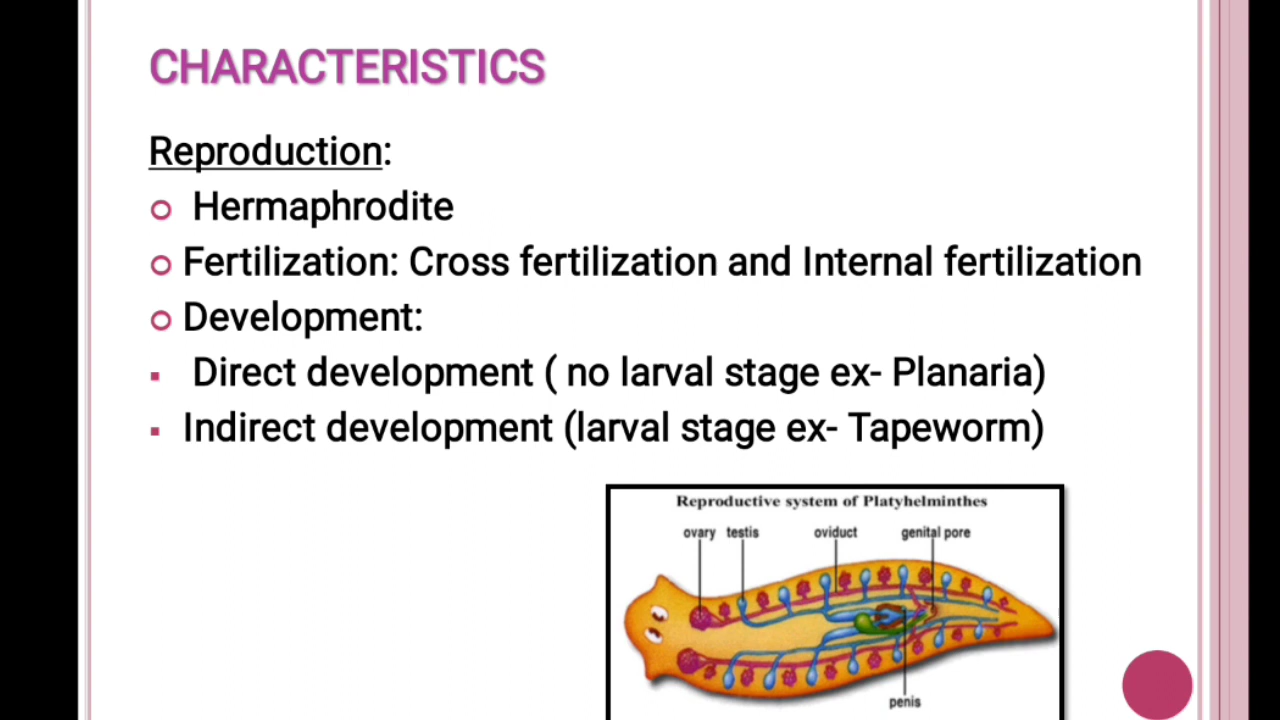 CHARACTERISTICS
Reproduction:
Hermaphrodite
Fertilization: Cross fertilization and Internal fertilization
Development:
Direct development ( no larval stage ex- Planaria)
Indirect development (larval stage ex- Tapeworm)
Reproductive system of Platyhelminthes
ovary testis oviduct genital pore
penis